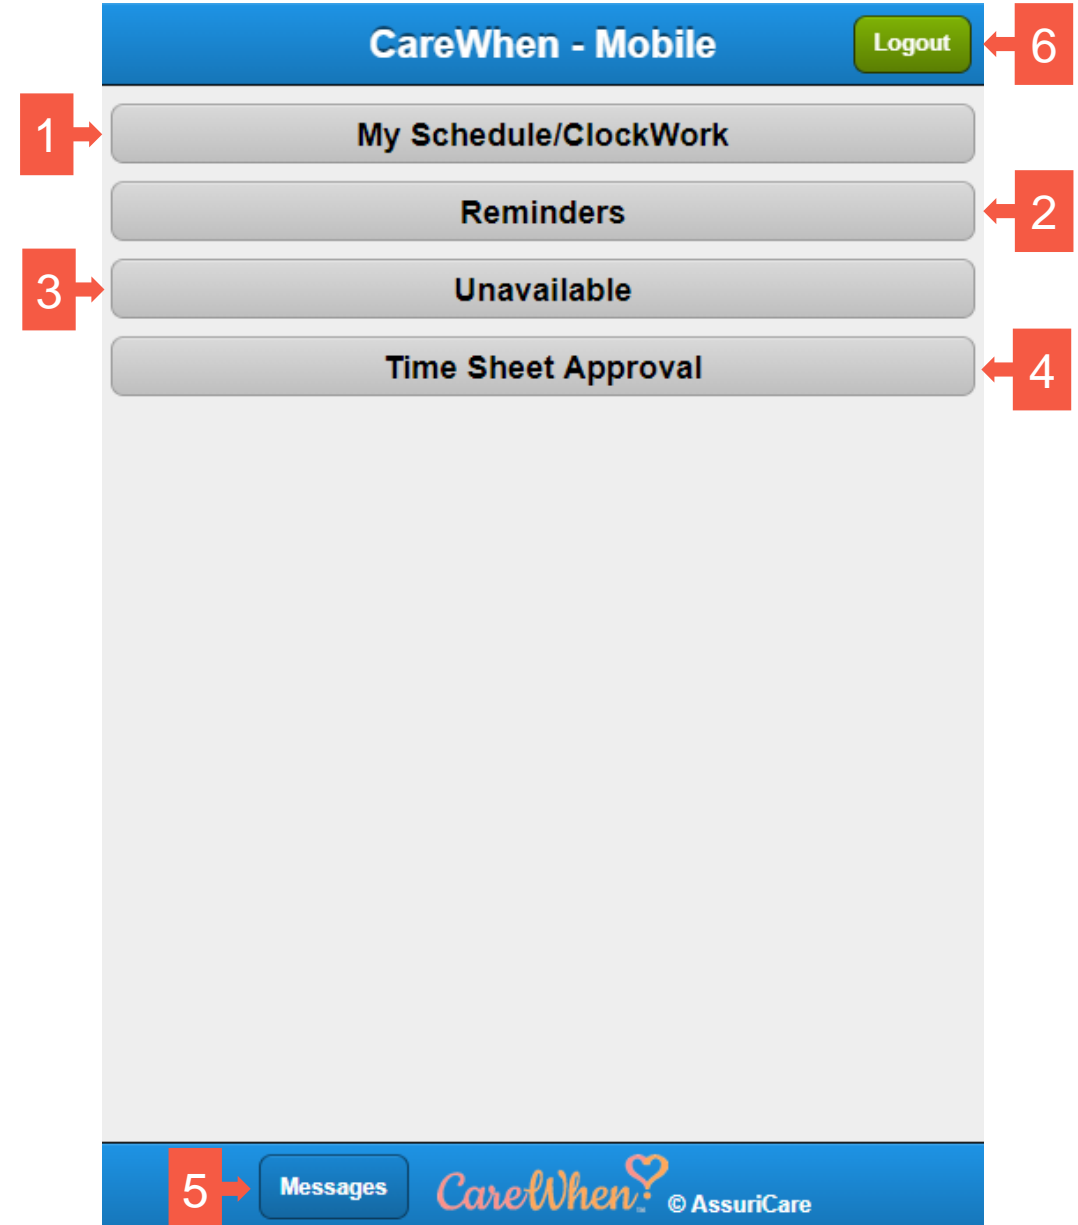 CareWhen - Mobile
Logout
6
1
My Schedule/ClockWork
Reminders
2
3
Unavailable
Time Sheet Approval
4
5
Messages
CareWhen ™
© AssuriCare